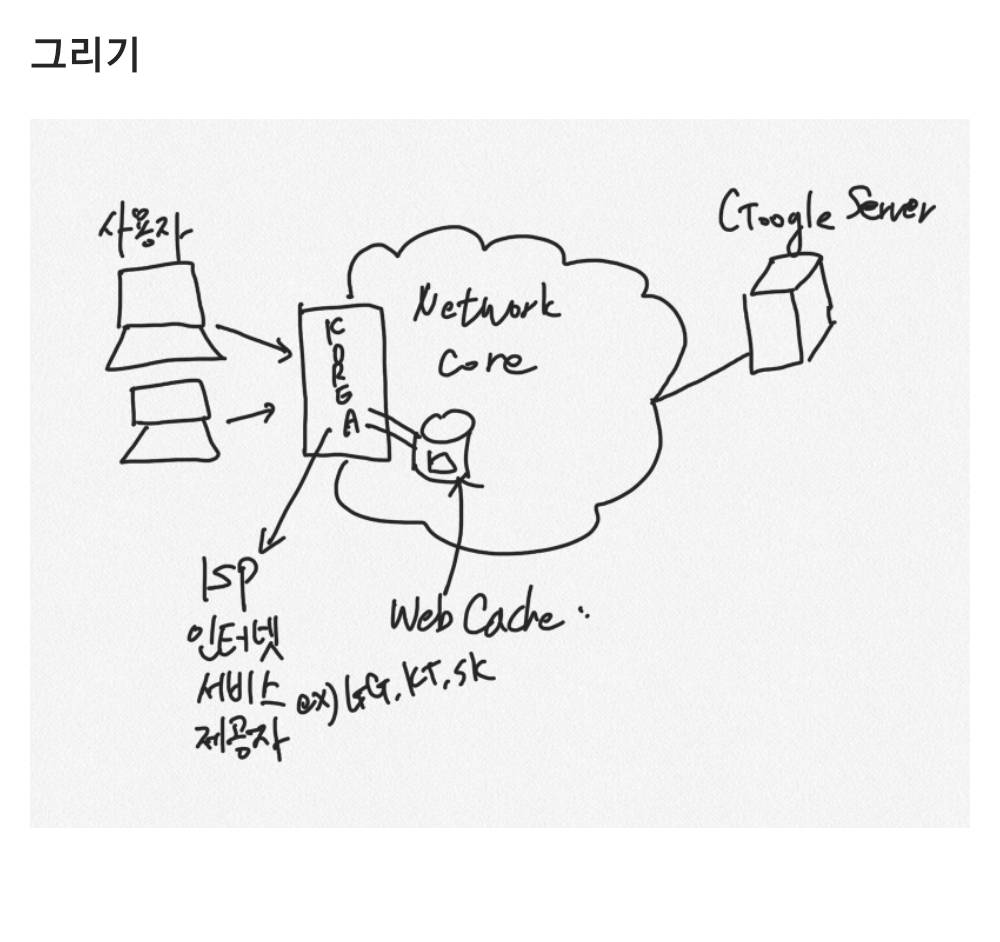 그리기
사용자
Google Server
Network
Core
KOREA
ISP
인터넷
서비스
제공자
ex) LG, KT, SK
Web Cache :